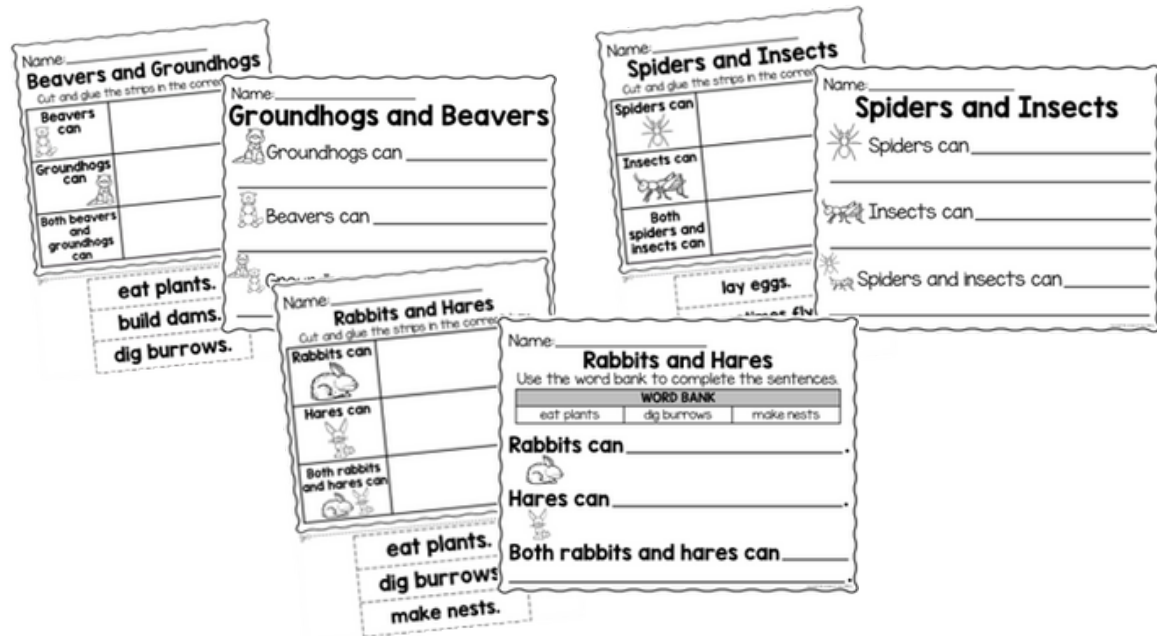 Name:
Beavers and Groundhogs
Cut and glue the strips in the
Beavers
can
Groundhogs
can
Both beavers
and
groundhogs
can
eat plants.
build dams.
dig burrows.
Name:
Groundhogs and Beavers
Groundhogs can
Beavers can
Name:
Spiders and Insects
Cut and glue the strips in the
Spiders can
Insects can
Both
spiders and
insects can
lay eggs.
Name:
Spiders and Insects
Spiders can
Insects can
Spiders and insects can
Name:
Rabbits and Hares
Cut and glue the strips in the
Rabbits can
Hares can
Both rabbits
and hares can
eat plants.
dig burrows
make nests.
Name:
Rabbits and Hares
Use the word bank to complete the sentences.
WORD BANK
eat plants dig burrows make nests
Rabbits can .
Hares can .
Both rabbits and hares can
.